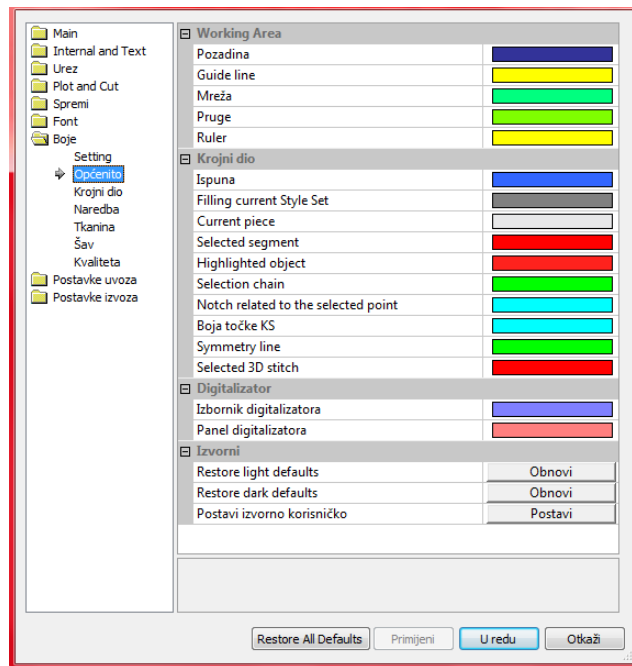 Main
Internal and Text
Urez
Plot and Cut
Spremi
Font
Boje
Setting
Općenito
Krojni dio
Naredba
Tkanina
Šav
Kvaliteta
Postavke uvoza
Postavke izvoza
Working Area
Pozadina
Guide line
Mreža
Pruge
Ruler
Krojni dio
Ispuna
Filling current Style Set
Current piece
Selected segment
Highlighted object
Selection chain
Notch related to the selected point
Boja točke KS
Symmetry line
Selected 3D stitch
Digitalizator
Izbornik digitalizatora
Panel digitalizatora
Izvorni
Restore light defaults Obnovi
Restore dark defaults Obnovi
Postavi izvorno korisničko Postavi
Restore All Defaults Primijeni U redu Otkaži